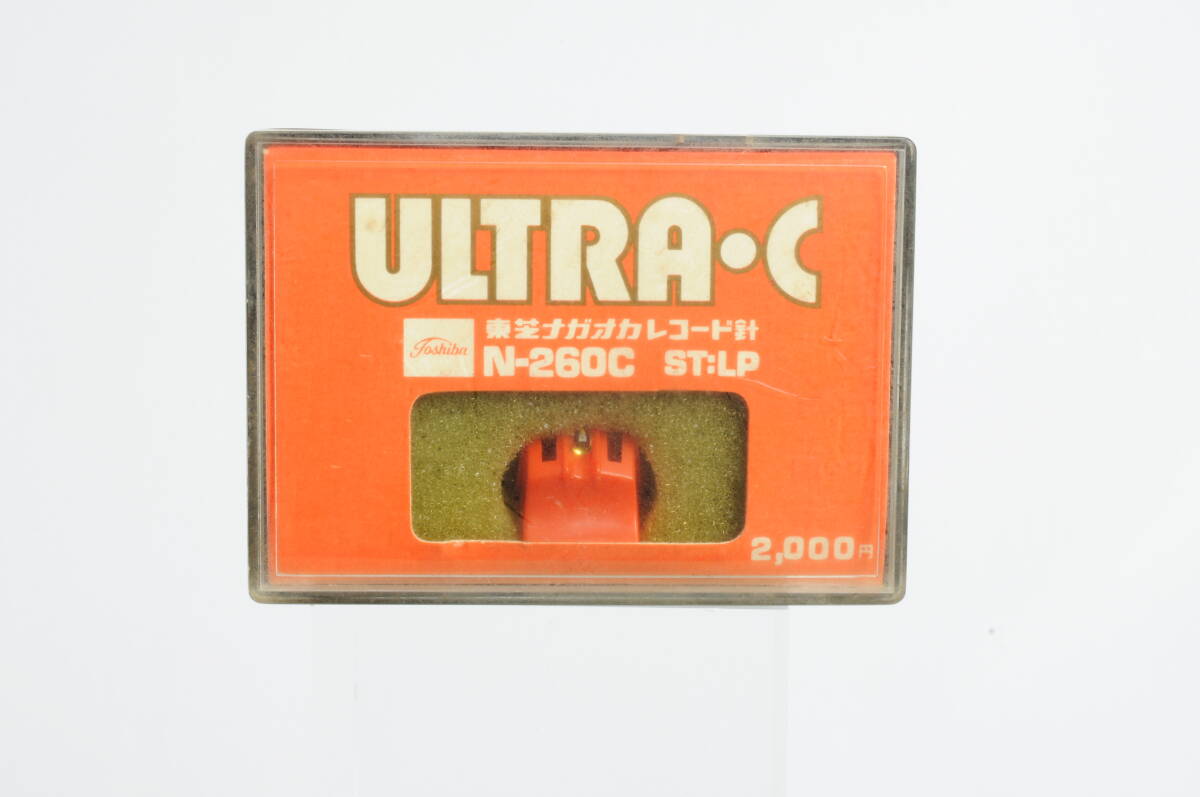 ULTRA•C
Toshiba
東芝ナガオカレコード針
N-260C ST:LP
2,000円